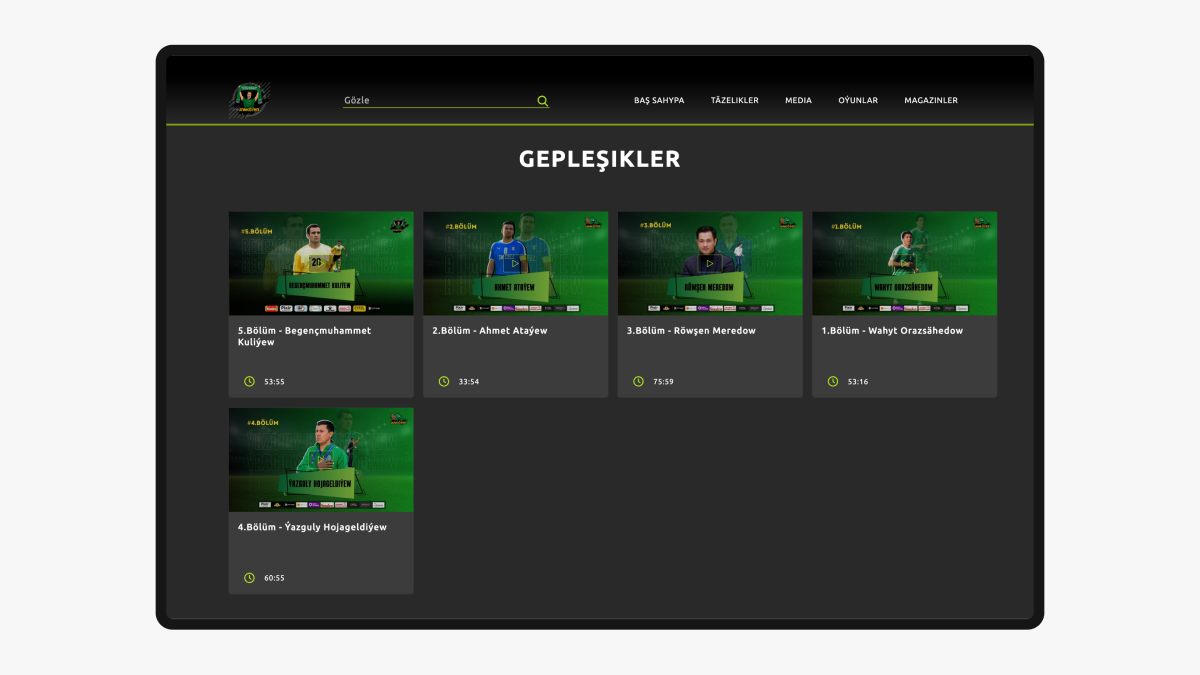 Gözle
BAŞ SAHYPA TÄZELIKLER MEDIA OÝUNLAR MAGAZINLER
GEPLEŞIKLER
#5.BÖLÜM
20
BEGENÇMUHAMMET KULIÝEW
5.Bölüm - Begençmuhammet
Kuliýew
53:55
#2.BÖLÜM
AHMET ATAÝEW
2.Bölüm - Ahmet Ataýew
33:54
#3.BÖLÜM
RÖWŞEN MEREDOW
3.Bölüm - Röwşen Meredow
75:59
#1.BÖLÜM
WAHYT ORAZSÄHEDOW
1.Bölüm - Wahyt Orazsähedow
53:16
#4.BÖLÜM
ÝAZGULY HOJAGELDIÝEW
4.Bölüm - Ýazguly Hojageldiýew
60:55